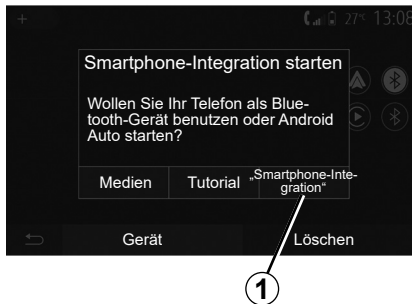 + 27°C 13:08
Smartphone-Integration starten
Wollen Sie Ihr Telefon als Blue-
tooth-Gerät benutzen oder Android
Auto starten?
Medien Tutorial „Smartphone-Inte-
gration“
Gerät Löschen
1